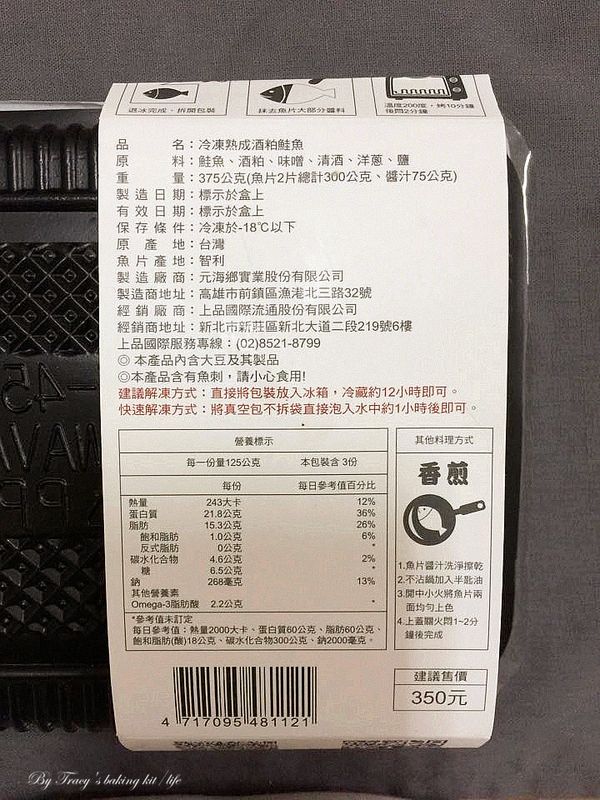 退冰完成、拆開包裝
抹去魚片大部分醬料
溫度200度,烤10分鐘
後悶2分鐘
品名:冷凍熟成酒粕鮭魚
原料:鮭魚、酒粕、味噌、清酒、洋蔥、鹽
重量:375公克(魚片2片總計300公克、醬汁75公克)
製造日期:標示於盒上
有效日期:標示於盒上
保存條件:冷凍於-18℃以下
原產地:台灣
魚片產地:智利
製造廠商:元海鄉實業股份有限公司
製造商地址:高雄市前鎮區漁港北三路32號
經銷廠商:上品國際流通股份有限公司
經銷商地址:新北市新莊區新北大道二段219號6樓
上品國際服務專線:(02)8521-8799
◎本產品內含大豆及其製品
◎本產品含有魚刺,請小心食用!
建議解凍方式:直接將包裝放入冰箱,冷藏約12小時即可。
快速解凍方式:將真空包不拆袋直接泡入水中約1小時後即可。
營養標示
每一份量125公克 本包裝含 3份
每份 每日參考值百分比
熱量 243大卡 12%
蛋白質 21.8公克 36%
脂肪 15.3公克 26%
飽和脂肪 1.0公克 6%
反式脂肪 0公克 *
碳水化合物 4.6公克 2%
糖 6.5公克 *
鈉 268毫克 13%
其他營養素
Omega-3脂肪酸 2.2公克 *
*參考值未訂定
每日參考值:熱量2000大卡、蛋白質60公克、脂肪60公克、
飽和脂肪(酸)18公克、碳水化合物300公克、鈉2000毫克。
其他料理方式
香煎
1.魚片醬汁洗淨擦乾
2.不沾鍋加入半匙油
3.開中小火將魚片兩
面均勻上色
4.上蓋關火悶1~2分
鐘後完成
建議售價
350元
4 717095 481121
By Tracy's baking kit / life